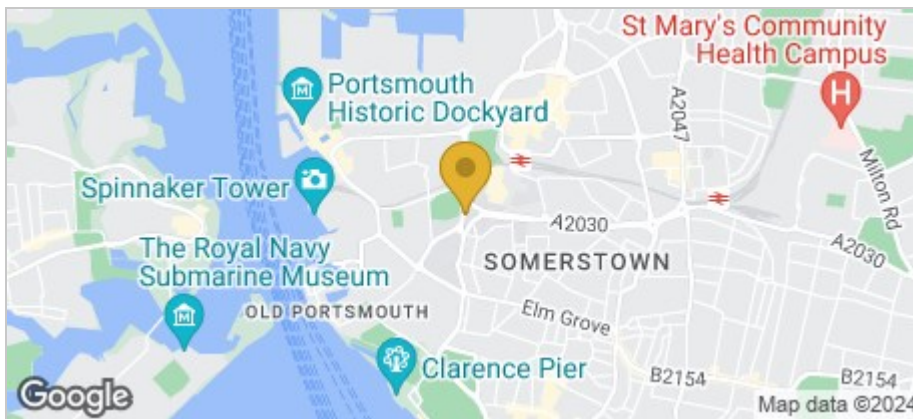 St Mary's Community
Health Campus
H
A2047
Milton Rd
Portsmouth
Historic Dockyard
Spinnaker Tower
A2030
A2030
The Royal Navy
Submarine Museum
SOMERSTOWN
OLD PORTSMOUTH
Elm Grove
Clarence Pier
B2154
B2154
Google
Map data ©2024